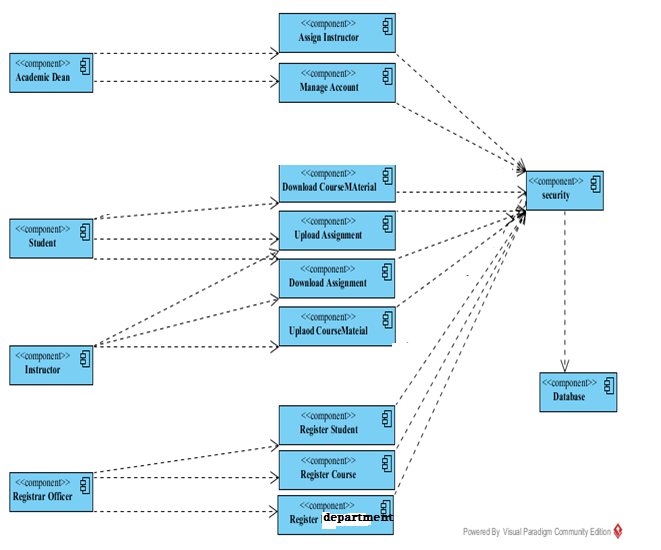 <<component>>
Assign Instructor
<<component>>
Academic Dean
<<component>>
Manage Account
<<component>>
Download CourseMAterial
<<component>>
security
<<component>>
Student
<<component>>
Upload Assignment
<<component>>
Download Assignment
<<component>>
Uplaod CourseMateial
<<component>>
Instructor
<<component>>
Database
<<component>>
Register Student
<<component>>
Register Course
<<component>>
Registrar Officer
<<component>>
Register department
Powered By Visual Paradigm Community Edition